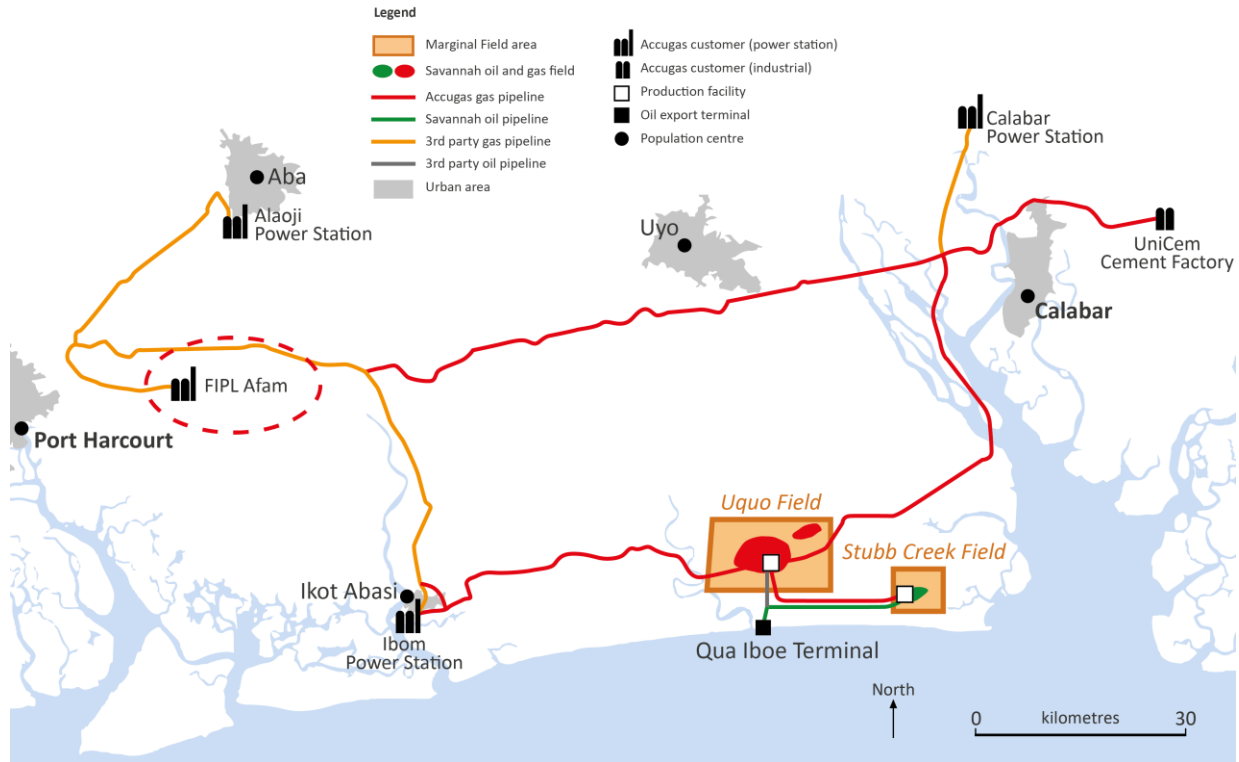 Legend
Marginal Field area
Savannah oil and gas field
Accugas gas pipeline
Savannah oil pipeline
3rd party gas pipeline
3rd party oil pipeline
Urban area
Accugas customer (power station)
Accugas customer (industrial)
Production facility
Oil export terminal
Population centre
Calabar
Power Station
Aba
Alaoji
Power Station
Uyo
UniCem
Cement Factory
Calabar
FIPL Afam
Port Harcourt
Uquo Field
Stubb Creek Field
Ikot Abasi
Ibom
Power Station
Qua Iboe Terminal
North
0
kilometres
30